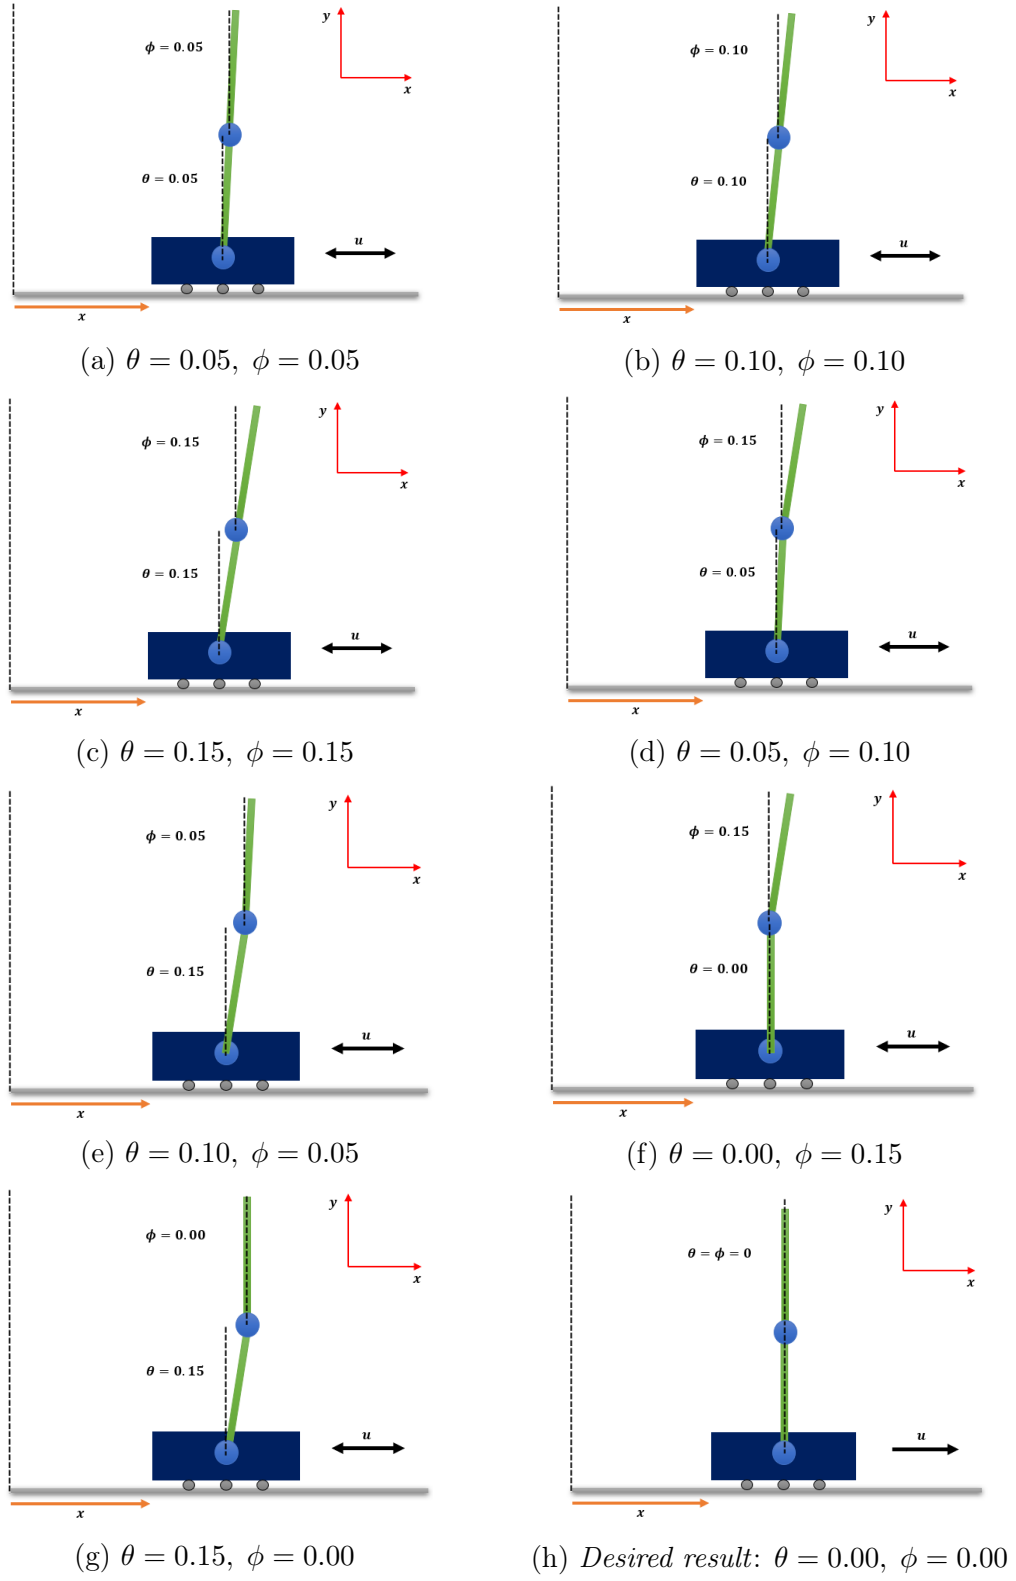 y
ϕ = 0.05
x
θ = 0.05
u
x
(a) θ = 0.05, ϕ = 0.05
y
ϕ = 0.10
x
θ = 0.10
u
x
(b) θ = 0.10, ϕ = 0.10
y
ϕ = 0.15
x
θ = 0.15
u
x
(c) θ = 0.15, ϕ = 0.15
y
ϕ = 0.15
x
θ = 0.05
u
x
(d) θ = 0.05, ϕ = 0.10
y
ϕ = 0.05
x
θ = 0.15
u
x
(e) θ = 0.10, ϕ = 0.05
y
ϕ = 0.15
x
θ = 0.00
u
x
(f) θ = 0.00, ϕ = 0.15
y
ϕ = 0.00
x
θ = 0.15
u
x
(g) θ = 0.15, ϕ = 0.00
y
θ = ϕ = 0
x
u
x
(h) Desired result: θ = 0.00, ϕ = 0.00